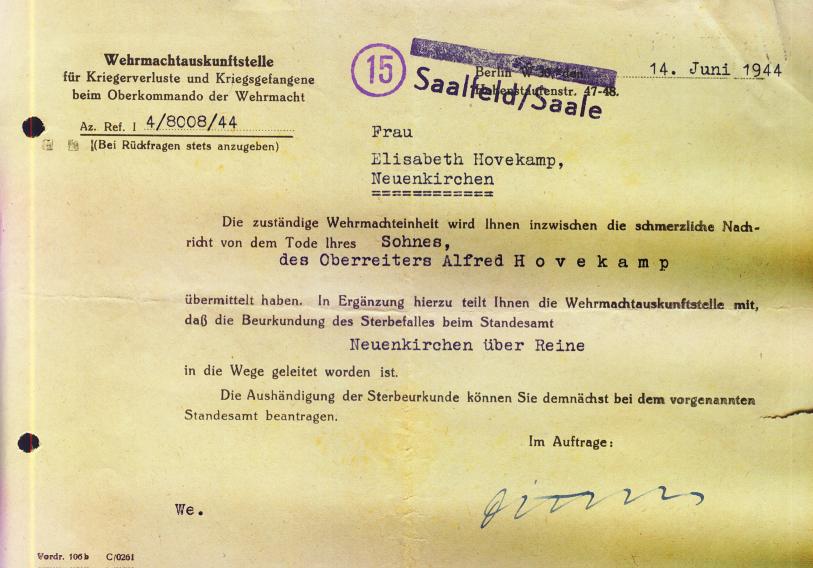 Wehrmachtauskunftstelle
für Kriegerverluste und Kriegsgefangene
beim Oberkommando der Wehrmacht
Az. Ref. I 4/8008/44
(Bei Rückfragen stets anzugeben)
15
Saalfeld/Saale
Berlin W 30, den 14. Juni 1944
Hohenstaufenstr. 47-48.
Frau
Elisabeth Hovekamp,
Neuenkirchen
Die zuständige Wehrmachteinheit wird Ihnen inzwischen die schmerzliche Nach-
richt von dem Tode Ihres Sohnes,
des Oberreiters Alfred H o v e k a m p
übermittelt haben. In Ergänzung hierzu teilt Ihnen die Wehrmachtauskunftstelle mit,
daß die Beurkundung des Sterbefalles beim Standesamt
Neuenkirchen über Reine
in die Wege geleitet worden ist.
Die Aushändigung der Sterbeurkunde können Sie demnächst bei dem vorgenannten
Standesamt beantragen.
Im Auftrage:
We.
Vordr. 106b C/0261